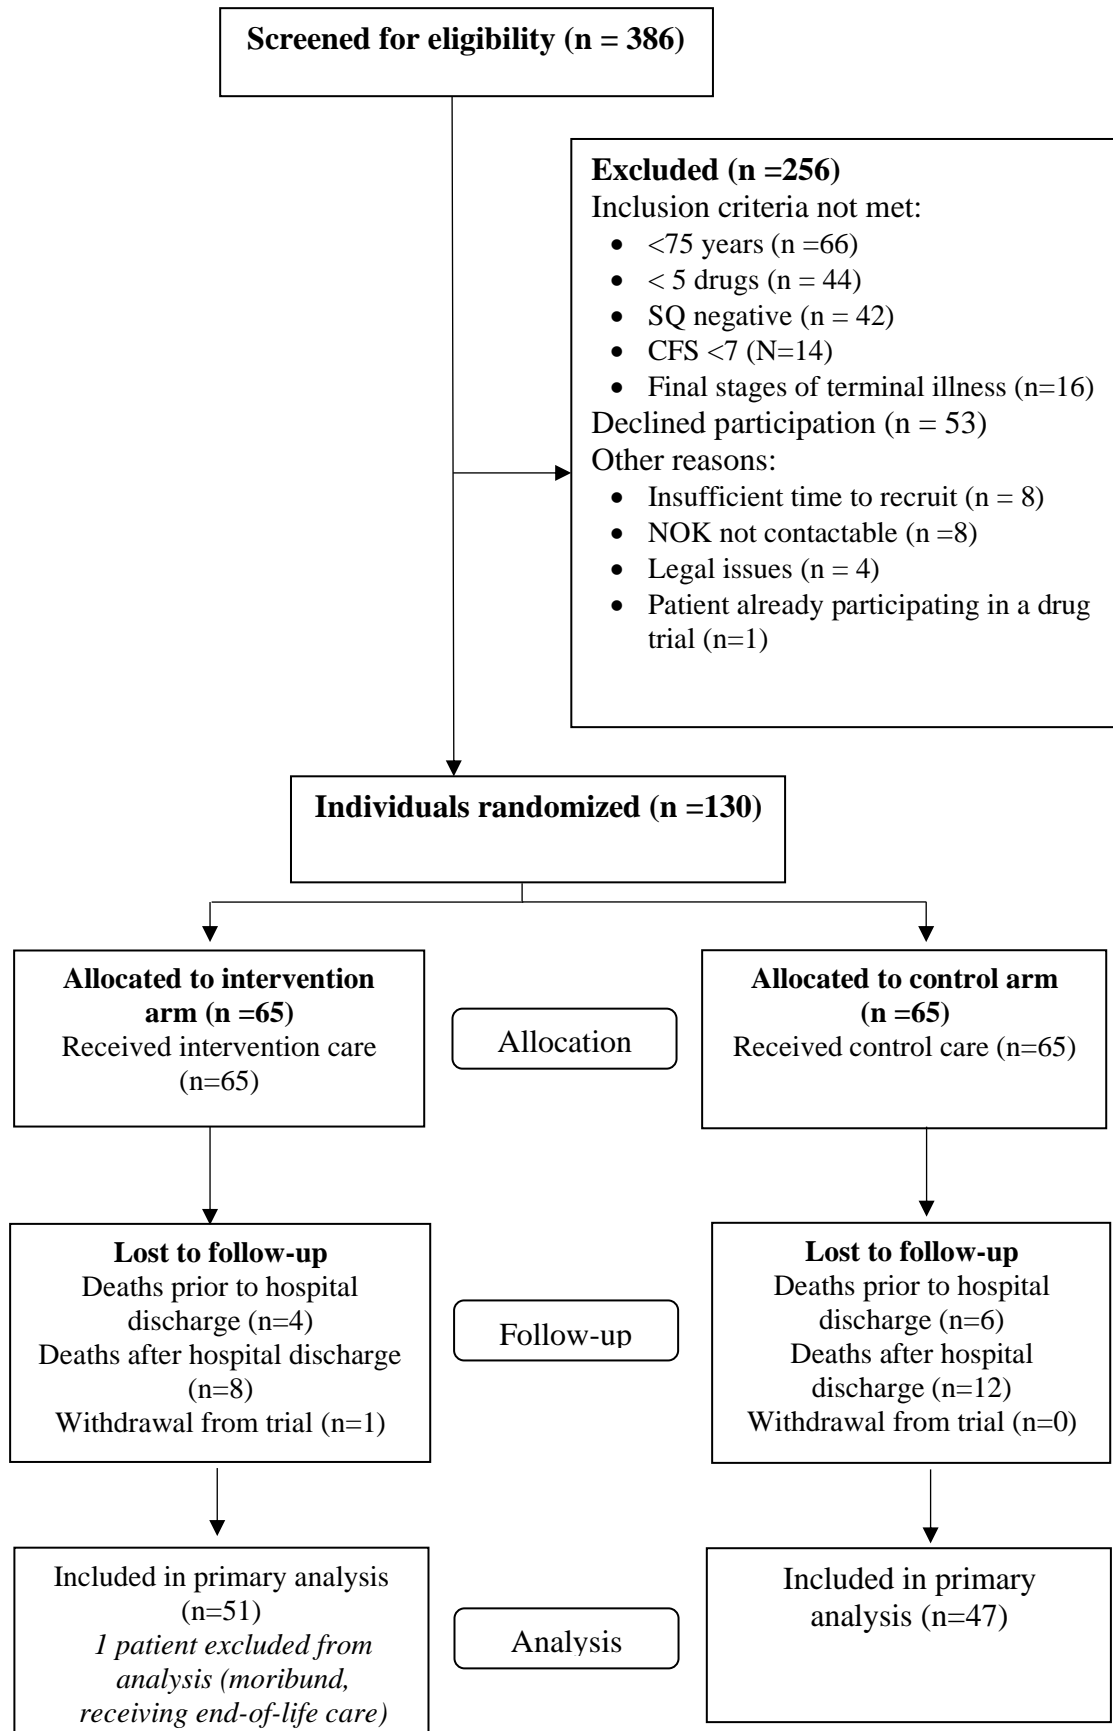 Screened for eligibility (n = 386)
Excluded (n =256)
Inclusion criteria not met:
• <75 years (n =66)
• < 5 drugs (n = 44)
• SQ negative (n = 42)
• CFS <7 (N=14)
• Final stages of terminal illness (n=16)
Declined participation (n = 53)
Other reasons:
• Insufficient time to recruit (n = 8)
• NOK not contactable (n =8)
• Legal issues (n = 4)
• Patient already participating in a drug
trial (n=1)
Individuals randomized (n =130)
Allocated to intervention
arm (n =65)
Received intervention care
(n=65)
Allocation
Allocated to control arm
(n =65)
Received control care (n=65)
Lost to follow-up
Deaths prior to hospital
discharge (n=4)
Deaths after hospital discharge
(n=8)
Withdrawal from trial (n=1)
Follow-up
Lost to follow-up
Deaths prior to hospital
discharge (n=6)
Deaths after hospital
discharge (n=12)
Withdrawal from trial (n=0)
Included in primary analysis
(n=51)
1 patient excluded from
analysis (moribund,
receiving end-of-life care)
Analysis
Included in primary
analysis (n=47)